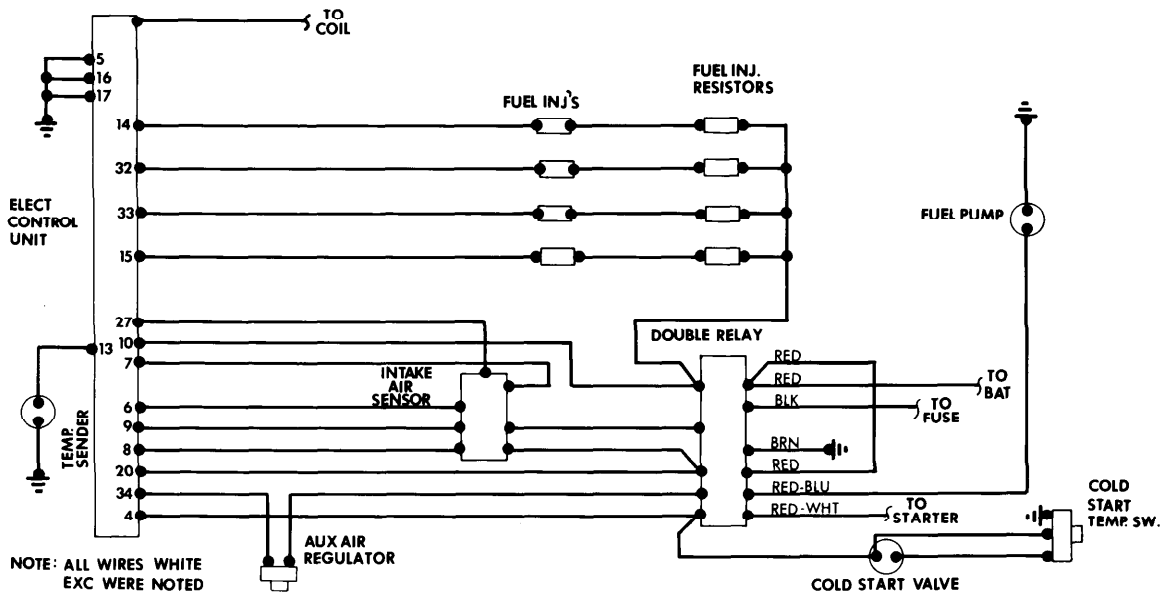 TO
COIL
5
16
17
FUEL INJ'S
FUEL INJ.
RESISTORS
14
32
ELECT
CONTROL
UNIT
33
FUEL PUMP
15
27
13
10
7
DOUBLE RELAY
INTAKE
AIR
SENSOR
RED
RED
TO
BAT
BLK
TO
FUSE
6
9
8
TEMP.
SENDER
BRN
RED
20
34
4
RED-BLU
RED-WHT
TO
STARTER
COLD
START
TEMP. SW.
AUX AIR
REGULATOR
NOTE: ALL WIRES WHITE
EXC WERE NOTED
COLD START VALVE